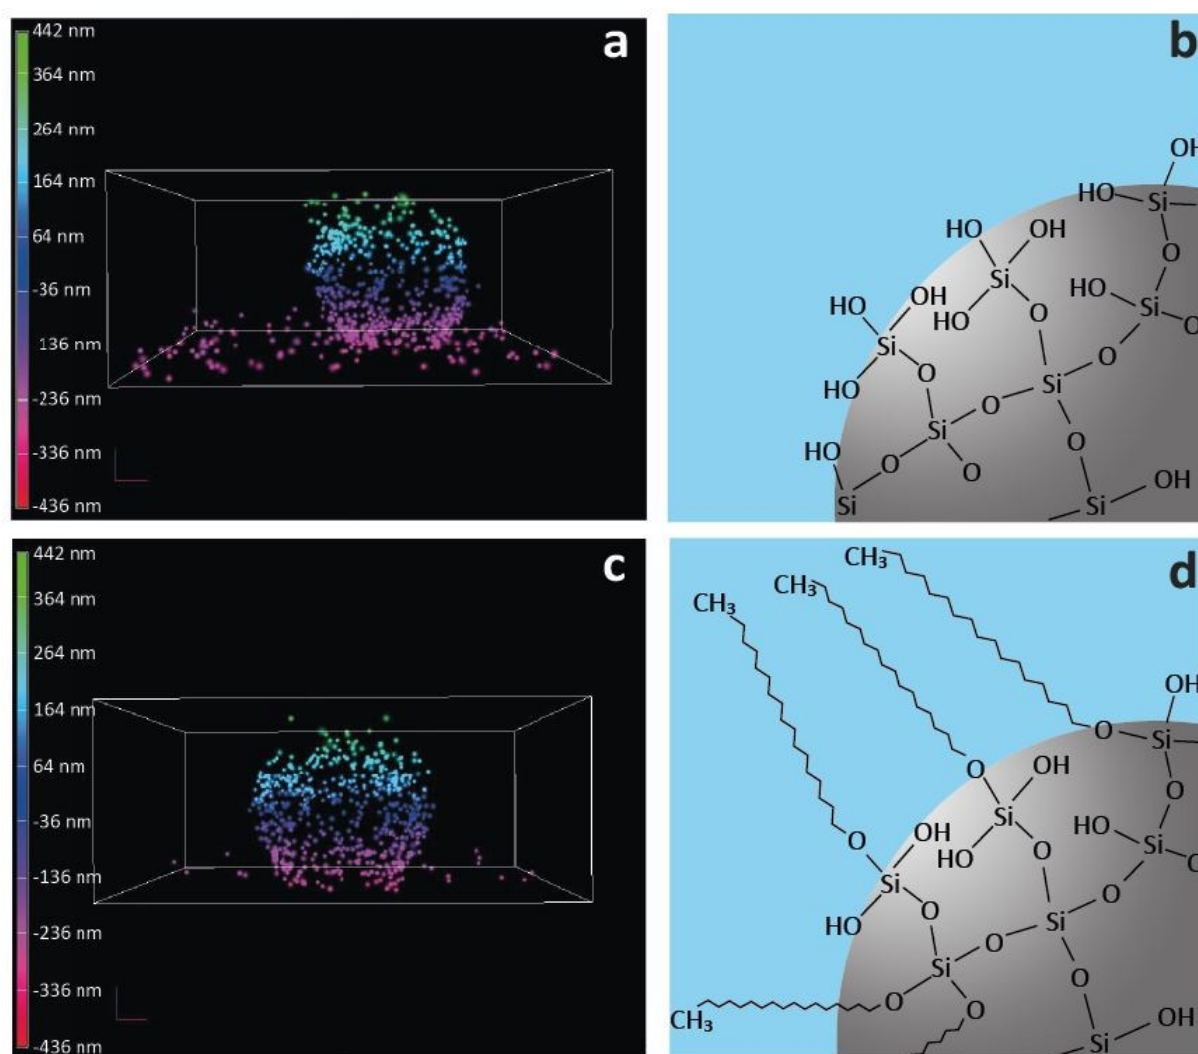 a
442 nm
364 nm
264 nm
164 nm
64 nm
-36 nm
136 nm
-236 nm
-336 nm
-436 nm
b
OH
HO Si
HO OH O
Si HO Si
HO OH HO O O
Si O
HO O Si
Si O
HO O O O
Si Si OH
c
442 nm
364 nm
264 nm
164 nm
64 nm
-36 nm
-136 nm
-236 nm
-336 nm
-436 nm
d
CH₃ CH₃ CH₃
OH
O Si
O OH O
Si HO Si
O OH HO O O
Si O
HO O Si
Si O
CH₃ O O O
Si OH